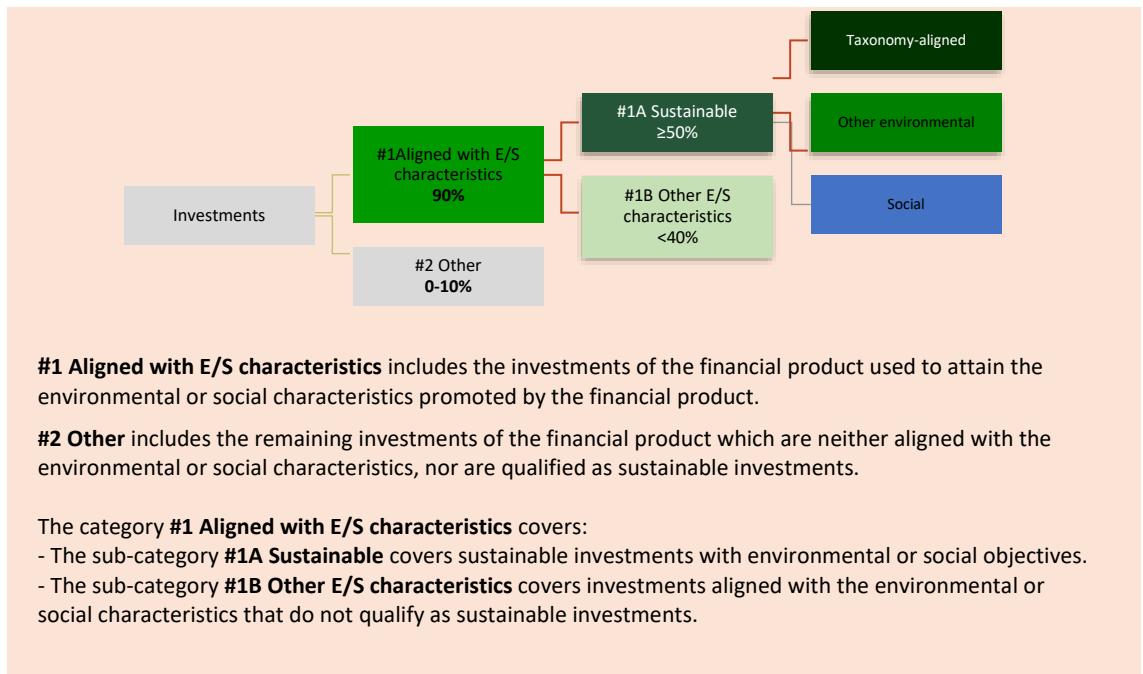 Taxonomy-aligned
#1A Sustainable
≥50%
Other environmental
#1Aligned with E/S
characteristics
90%
#1B Other E/S
characteristics
<40%
Social
Investments
#2 Other
0-10%
#1 Aligned with E/S characteristics includes the investments of the financial product used to attain the
environmental or social characteristics promoted by the financial product.
#2 Other includes the remaining investments of the financial product which are neither aligned with the
environmental or social characteristics, nor are qualified as sustainable investments.
The category #1 Aligned with E/S characteristics covers:
- The sub-category #1A Sustainable covers sustainable investments with environmental or social objectives.
- The sub-category #1B Other E/S characteristics covers investments aligned with the environmental or
social characteristics that do not qualify as sustainable investments.